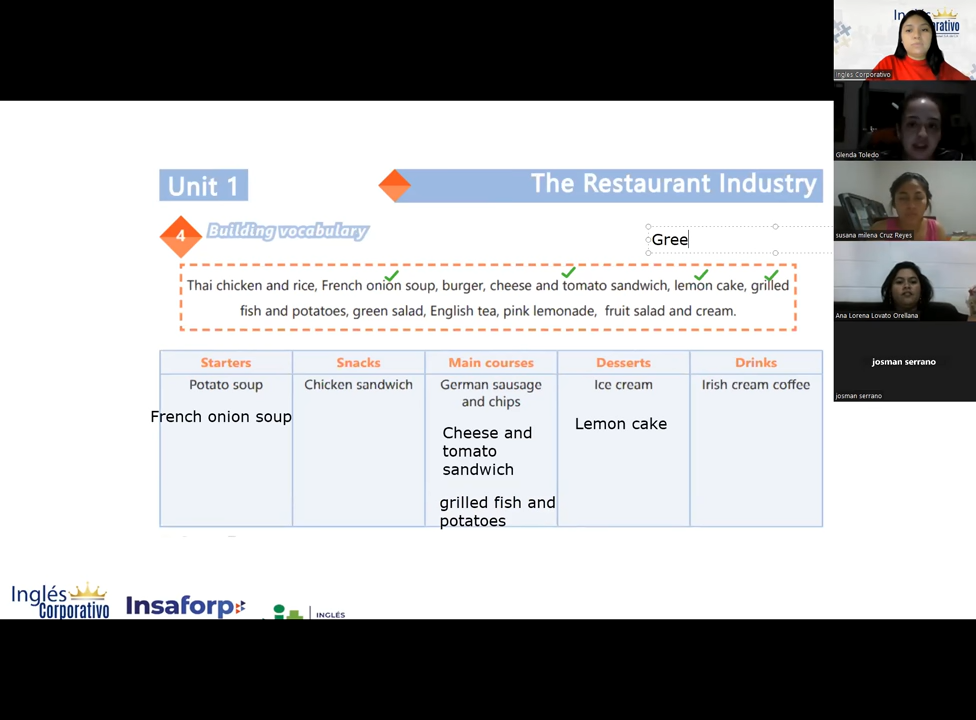 Inglés
Corporativo
Ingles Corporativo
Glenda Toledo
susana milena Cruz Reyes
Ana Lorena Lovato Orellana
josman serrano
josman serrano
Unit 1
The Restaurant Industry
4
Building vocabulary
Gree
Thai chicken and rice, French onion soup, burger, cheese and tomato sandwich, lemon cake, grilled
fish and potatoes, green salad, English tea, pink lemonade, fruit salad and cream.
Starters
Snacks
Main courses
Desserts
Drinks
Potato soup
Chicken sandwich
German sausage
and chips
Ice cream
Irish cream coffee
French onion soup
Cheese and
tomato
sandwich
Lemon cake
grilled fish and
potatoes
Inglés
Corporativo
Insaforp
INGLÉS